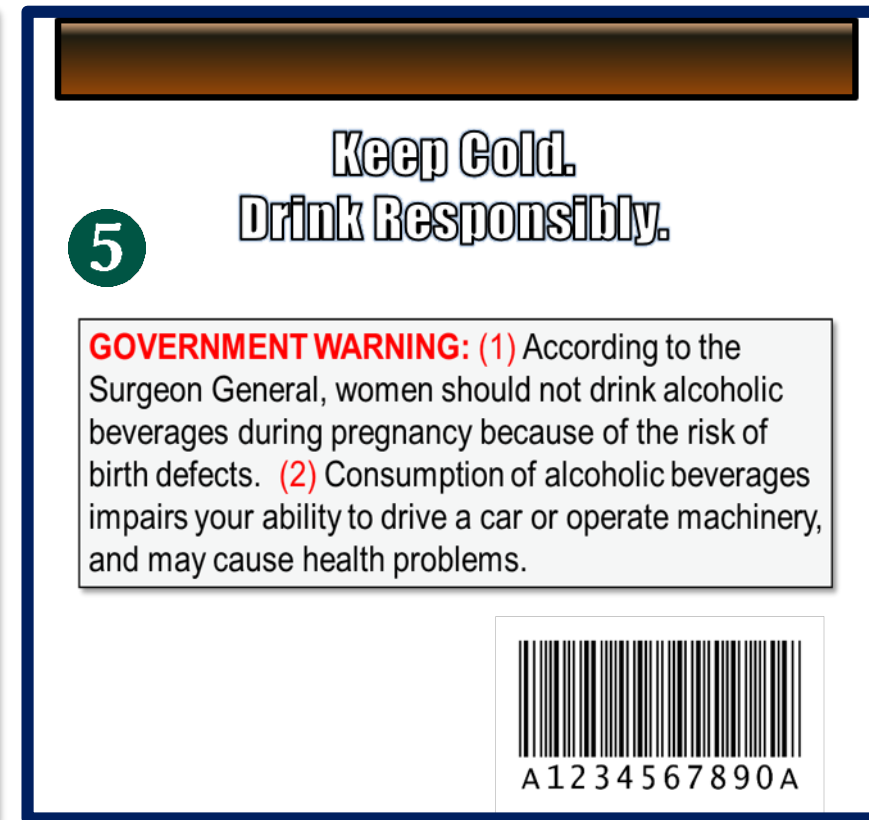 Keep Cold.
Drink Responsibly.
5
GOVERNMENT WARNING: (1) According to the
Surgeon General, women should not drink alcoholic
beverages during pregnancy because of the risk of
birth defects.  (2) Consumption of alcoholic beverages
impairs your ability to drive a car or operate machinery,
and may cause health problems.
A1234567890A